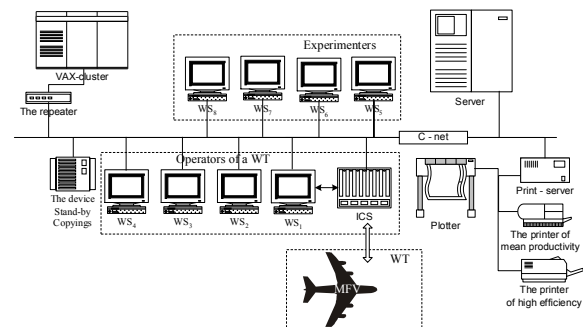 Experimenters
VAX-cluster
The repeater
WS8
WS7
WS6
WS5
Server
C - net
Operators of a WT
The device
Stand-by
Copyings
WS4
WS3
WS2
WS1
ICS
Plotter
Print - server
The printer of
mean productivity
The printer
of high efficiency
WT
MFV